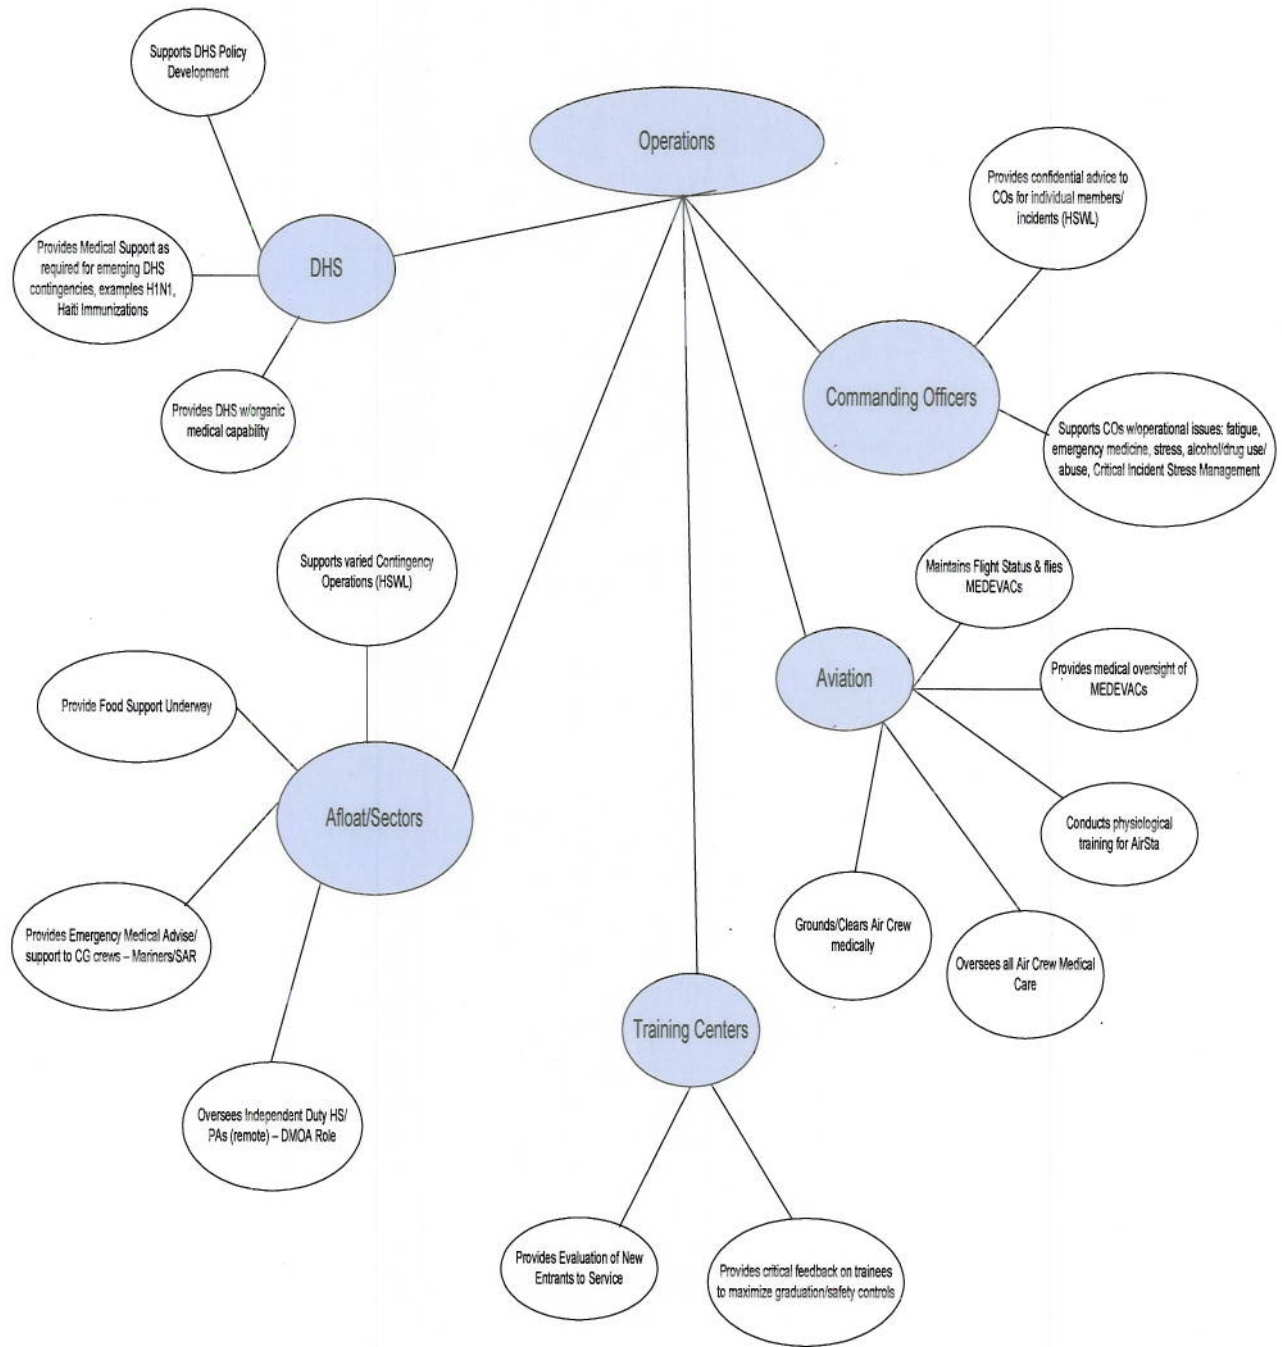 Supports DHS Policy
Development
Operations
Provides confidential advice to
COs for individual members/
incidents (HSWL)
Provides Medical Support as
required for emerging DHS
contingencies, examples H1N1,
Haiti Immunizations
DHS
Provides DHS w/organic
medical capability
Commanding Officers
Supports COs w/operational issues: fatigue,
emergency medicine, stress, alcohol/drug use/
abuse, Critical Incident Stress Management
Supports varied Contingency
Operations (HSWL)
Maintains Flight Status & flies
MEDEVACs
Provide Food Support Underway
Aviation
Provides medical oversight of
MEDEVACs
Afloat/Sectors
Conducts physiological
training for AirSta
Provides Emergency Medical Advise/
support to CG crews – Mariners/SAR
Grounds/Clears Air Crew
medically
Oversees all Air Crew Medical
Care
Training Centers
Oversees Independent Duty HS/
PAs (remote) – DMOA Role
Provides Evaluation of New
Entrants to Service
Provides critical feedback on trainees
to maximize graduation/safety controls